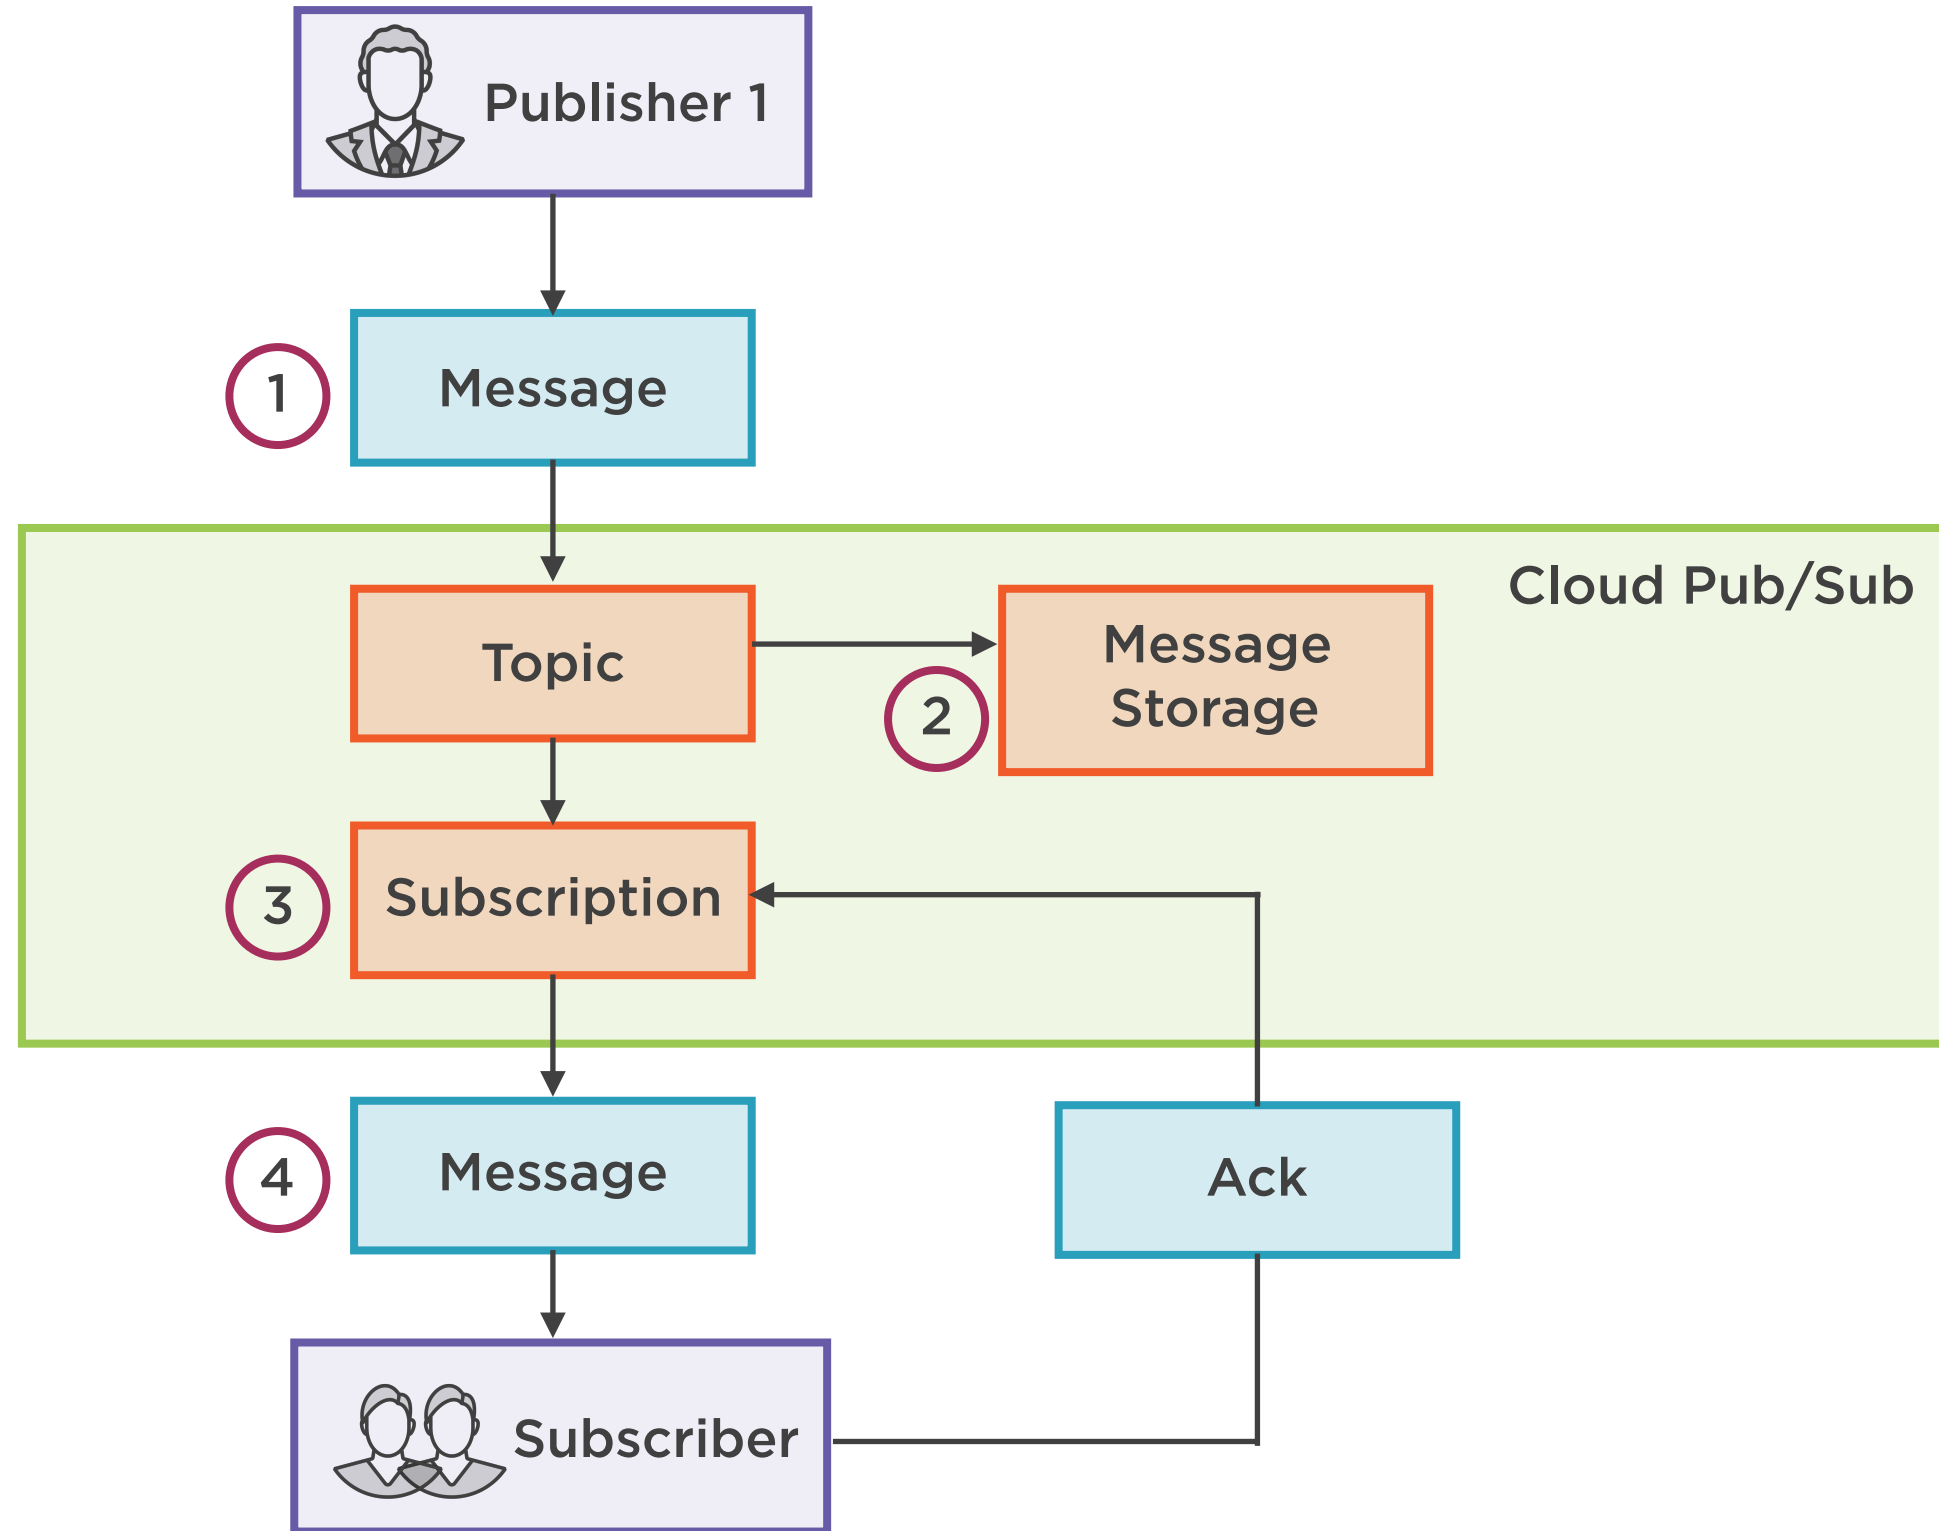 Publisher 1
1
Message
Cloud Pub/Sub
Topic
Message
Storage
2
3
Subscription
4
Message
Ack
Subscriber